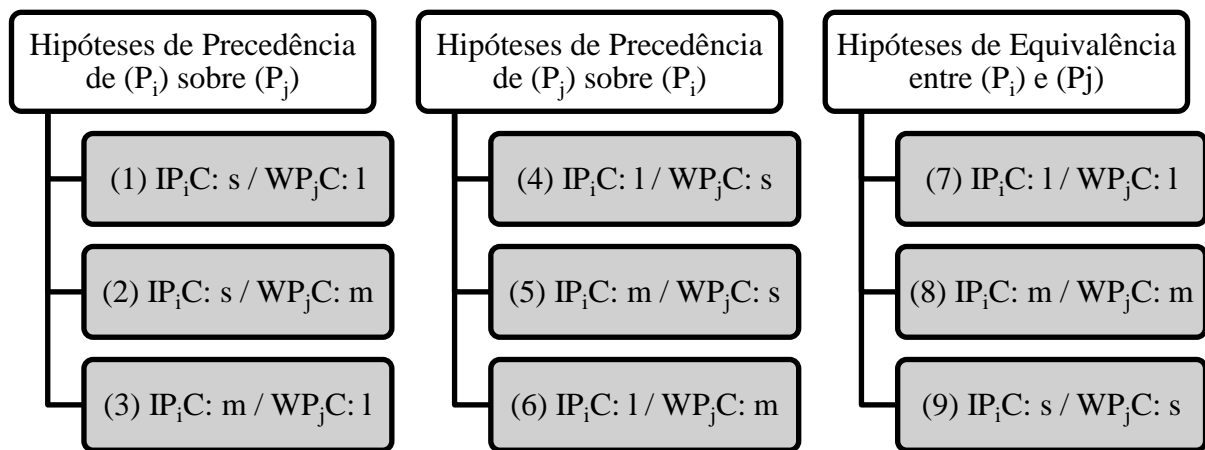 Hipóteses de Precedência
de (Pi) sobre (Pj)
(1) IPiC: s / WPjC: l
(2) IPiC: s / WPjC: m
(3) IPiC: m / WPjC: l
Hipóteses de Precedência
de (Pj) sobre (Pi)
(4) IPiC: l / WPjC: s
(5) IPiC: m / WPjC: s
(6) IPiC: l / WPjC: m
Hipóteses de Equivalência
entre (Pi) e (Pj)
(7) IPiC: l / WPjC: l
(8) IPiC: m / WPjC: m
(9) IPiC: s / WPjC: s